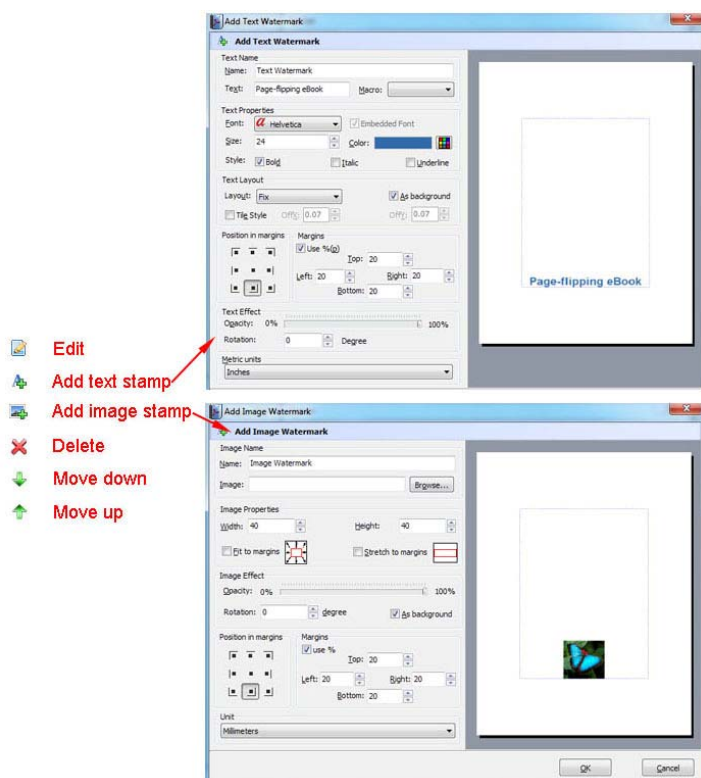 Add Text Watermark
Add Text Watermark
Text Name
Name: Text Watermark
Text: Page-flipping eBook Macro:
Text Properties
Font: a Helvetica Embedded Font
Size: 24 Color:
Style: Bold Italic Underline
Text Layout
Layout: Fix As background
Tile Style OffX: 0.07 OffY: 0.07
Position in margins Margins
Use %(p)
Top: 20
Left: 20 Right: 20
Bottom: 20
Text Effect
Opacity: 0% 100%
Rotation: 0 Degree
Metric units
Inches
Page-flipping eBook
Edit
Add text stamp
Add image stamp
Delete
Move down
Move up
Add Image Watermark
Add Image Watermark
Image Name
Name: Image Watermark
Image: Browse...
Image Properties
Width: 40 Height: 40
Fit to margins Stretch to margins
Image Effect
Opacity: 0% 100%
Rotation: 0 degree As background
Position in margins Margins
use %
Top: 20
Left: 20 Right: 20
Bottom: 20
Unit
Millimeters
OK Cancel